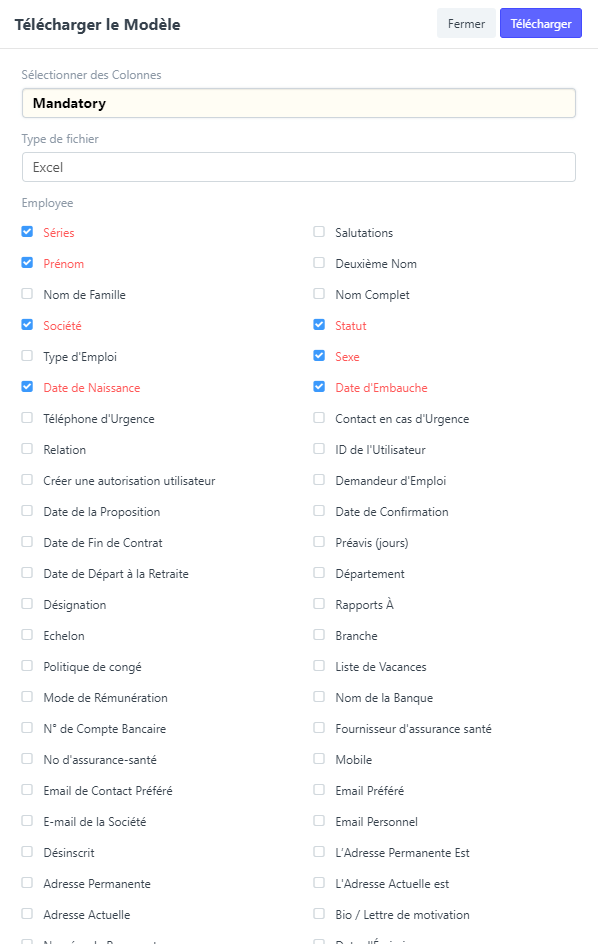 Télécharger le Modèle
Fermer
Télécharger
Sélectionner des Colonnes
Mandatory
Type de fichier
Excel
Employee
Séries
Salutations
Prénom
Deuxième Nom
Nom de Famille
Nom Complet
Société
Statut
Type d'Emploi
Sexe
Date de Naissance
Date d'Embauche
Téléphone d'Urgence
Contact en cas d'Urgence
Relation
ID de l'Utilisateur
Créer une autorisation utilisateur
Demandeur d'Emploi
Date de la Proposition
Date de Confirmation
Date de Fin de Contrat
Préavis (jours)
Date de Départ à la Retraite
Département
Désignation
Rapports À
Echelon
Branche
Politique de congé
Liste de Vacances
Mode de Rémunération
Nom de la Banque
N° de Compte Bancaire
Fournisseur d'assurance santé
No d'assurance-santé
Mobile
Email de Contact Préféré
Email Préféré
E-mail de la Société
Email Personnel
Désinscrit
L’Adresse Permanente Est
Adresse Permanente
L'Adresse Actuelle est
Adresse Actuelle
Bio / Lettre de motivation